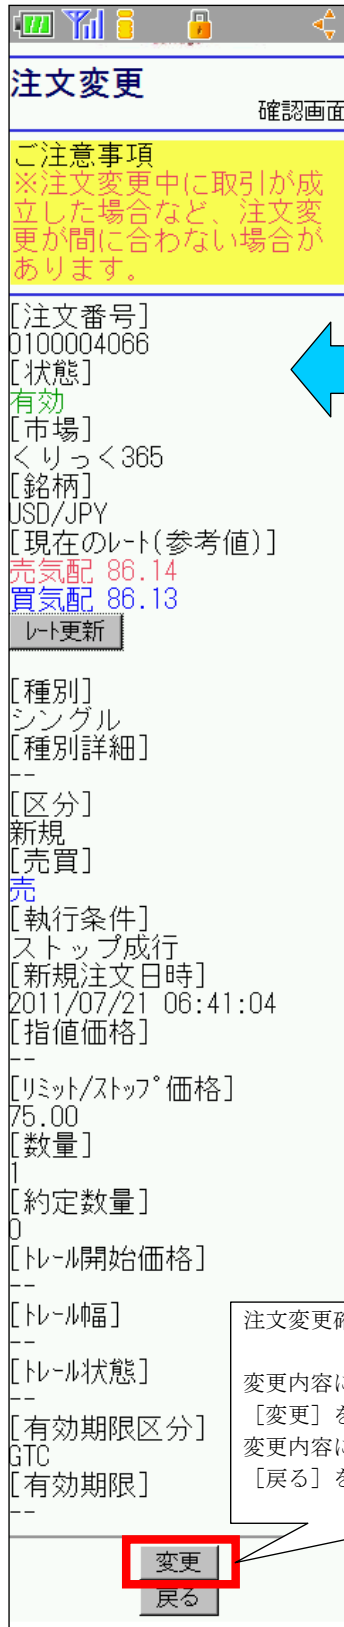 注文変更
確認画面
ご注意事項
※注文変更中に取引が成
立した場合など、注文変
更が間に合わない場合が
あります。
[注文番号]
0100004066
[状態]
有効
[市場]
くりっく365
[銘柄]
USD/JPY
[現在のﾚｰﾄ(参考値)]
売気配 86.14
買気配 86.13
ﾚｰﾄ更新
[種別]
シングル
[種別詳細]
--
[区分]
新規
[売買]
売
[執行条件]
ストップ成行
[新規注文日時]
2011/07/21 06:41:04
[指値価格]
--
[ﾘﾐｯﾄ/ｽﾄｯﾌﾟ価格]
75.00
[数量]
1
[約定数量]
0
[ﾄﾚｰﾙ開始価格]
--
[ﾄﾚｰﾙ幅]
--
[ﾄﾚｰﾙ状態]
--
[有効期限区分]
GTC
[有効期限]
--
注文変更確
変更内容に
［変更］を
変更内容に
［戻る］を
変更
戻る